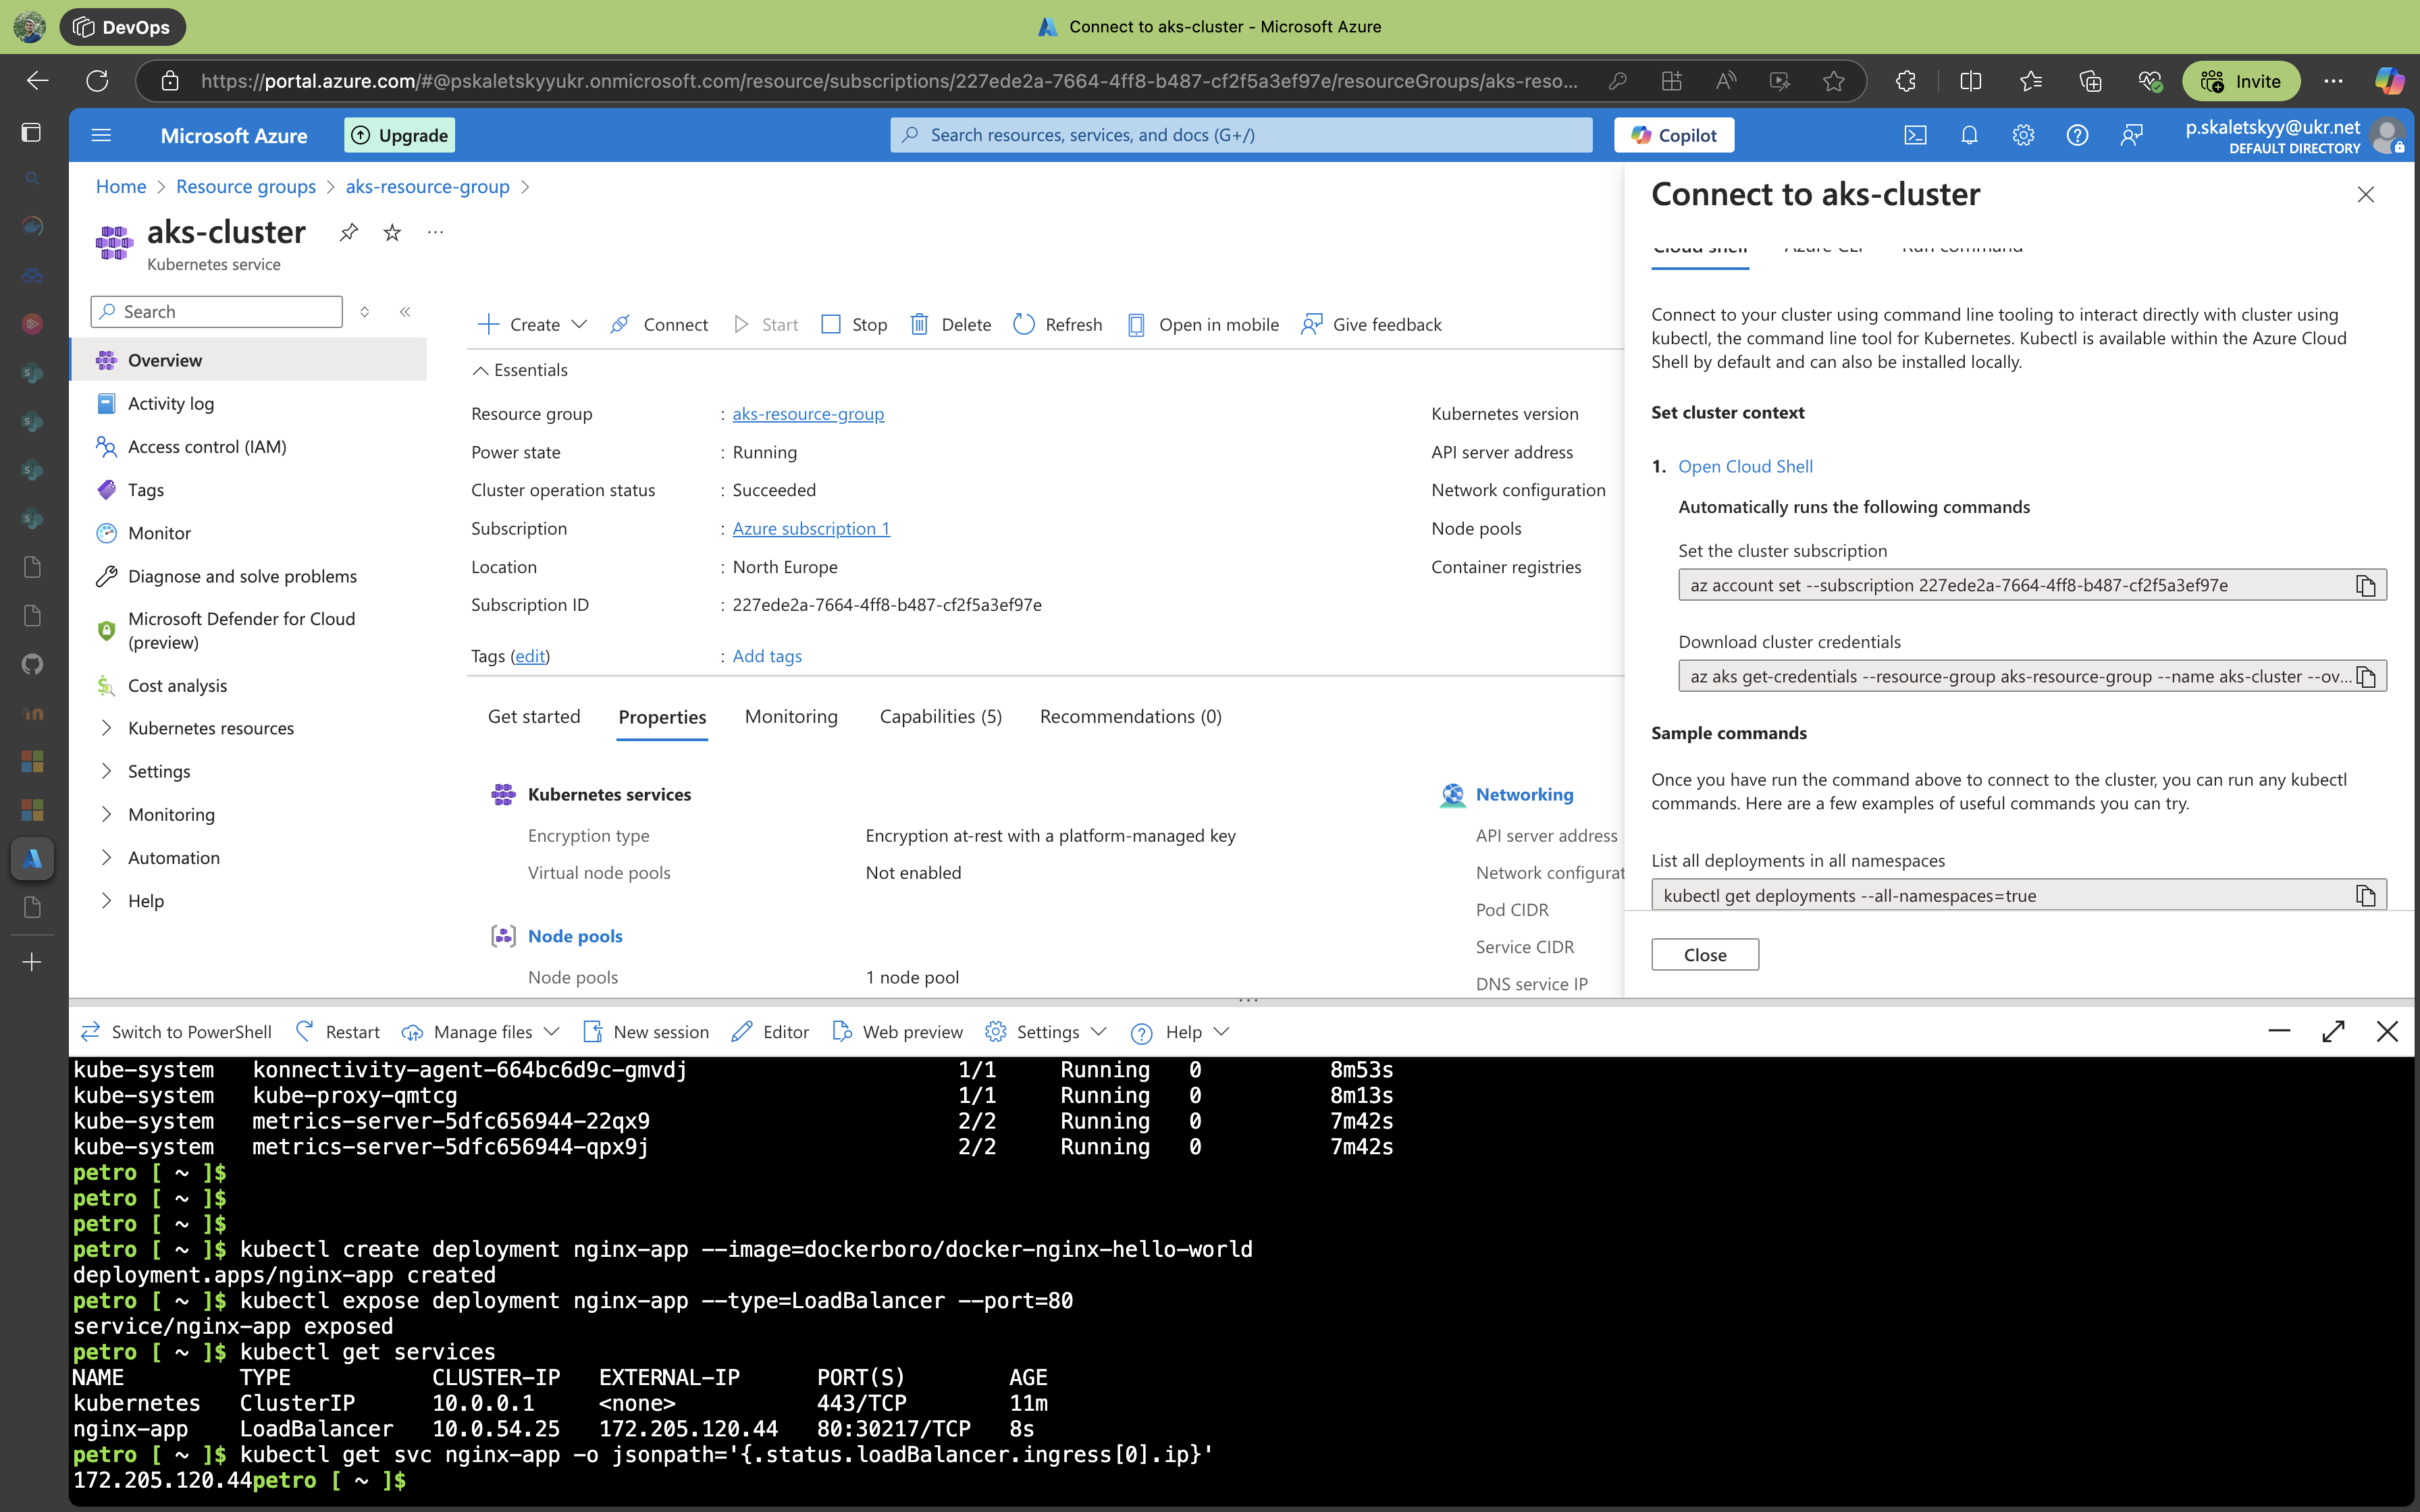 DevOps
Connect to aks-cluster - Microsoft Azure
https://portal.azure.com/#@pskaletskyyukr.onmicrosoft.com/resource/subscriptions/227ede2a-7664-4ff8-b487-cf2f5a3ef97e/resourceGroups/aks-reso...
Invite
Microsoft Azure
Upgrade
Search resources, services, and docs (G+/)
Copilot
p.skaletskyy@ukr.net
DEFAULT DIRECTORY
Home > Resource groups > aks-resource-group >
aks-cluster
Kubernetes service
Search
Overview
Activity log
Access control (IAM)
Tags
Monitor
Diagnose and solve problems
Microsoft Defender for Cloud
(preview)
Cost analysis
Kubernetes resources
Settings
Monitoring
Automation
Help
Create Connect Start Stop Delete Refresh Open in mobile Give feedback
Essentials
Resource group : aks-resource-group
Power state : Running
Cluster operation status : Succeeded
Subscription : Azure subscription 1
Location : North Europe
Subscription ID : 227ede2a-7664-4ff8-b487-cf2f5a3ef97e
Tags (edit) : Add tags
Kubernetes version
API server address
Network configuration
Node pools
Container registries
Get started Properties Monitoring Capabilities (5) Recommendations (0)
Kubernetes services
Encryption type Encryption at-rest with a platform-managed key
Virtual node pools Not enabled
Node pools
Node pools 1 node pool
Networking
API server address
Network configurat
Pod CIDR
Service CIDR
DNS service IP
Connect to aks-cluster
Cloud shell Azure CLI Run command
Connect to your cluster using command line tooling to interact directly with cluster using
kubectl, the command line tool for Kubernetes. Kubectl is available within the Azure Cloud
Shell by default and can also be installed locally.
Set cluster context
1. Open Cloud Shell
Automatically runs the following commands
Set the cluster subscription
az account set --subscription 227ede2a-7664-4ff8-b487-cf2f5a3ef97e
Download cluster credentials
az aks get-credentials --resource-group aks-resource-group --name aks-cluster --ov...
Sample commands
Once you have run the command above to connect to the cluster, you can run any kubectl
commands. Here are a few examples of useful commands you can try.
List all deployments in all namespaces
kubectl get deployments --all-namespaces=true
Close
Switch to PowerShell Restart Manage files New session Editor Web preview Settings Help
kube-system konnectivity-agent-664bc6d9c-gmvdj 1/1 Running 0 8m53s
kube-system kube-proxy-qmtcg 1/1 Running 0 8m13s
kube-system metrics-server-5dfc656944-22qx9 2/2 Running 0 7m42s
kube-system metrics-server-5dfc656944-qpx9j 2/2 Running 0 7m42s
petro [ ~ ]$
petro [ ~ ]$
petro [ ~ ]$
petro [ ~ ]$ kubectl create deployment nginx-app --image=dockerboro/docker-nginx-hello-world
deployment.apps/nginx-app created
petro [ ~ ]$ kubectl expose deployment nginx-app --type=LoadBalancer --port=80
service/nginx-app exposed
petro [ ~ ]$ kubectl get services
NAME TYPE CLUSTER-IP EXTERNAL-IP PORT(S) AGE
kubernetes ClusterIP 10.0.0.1 <none> 443/TCP 11m
nginx-app LoadBalancer 10.0.54.25 172.205.120.44 80:30217/TCP 8s
petro [ ~ ]$ kubectl get svc nginx-app -o jsonpath='{.status.loadBalancer.ingress[0].ip}'
172.205.120.44petro [ ~ ]$